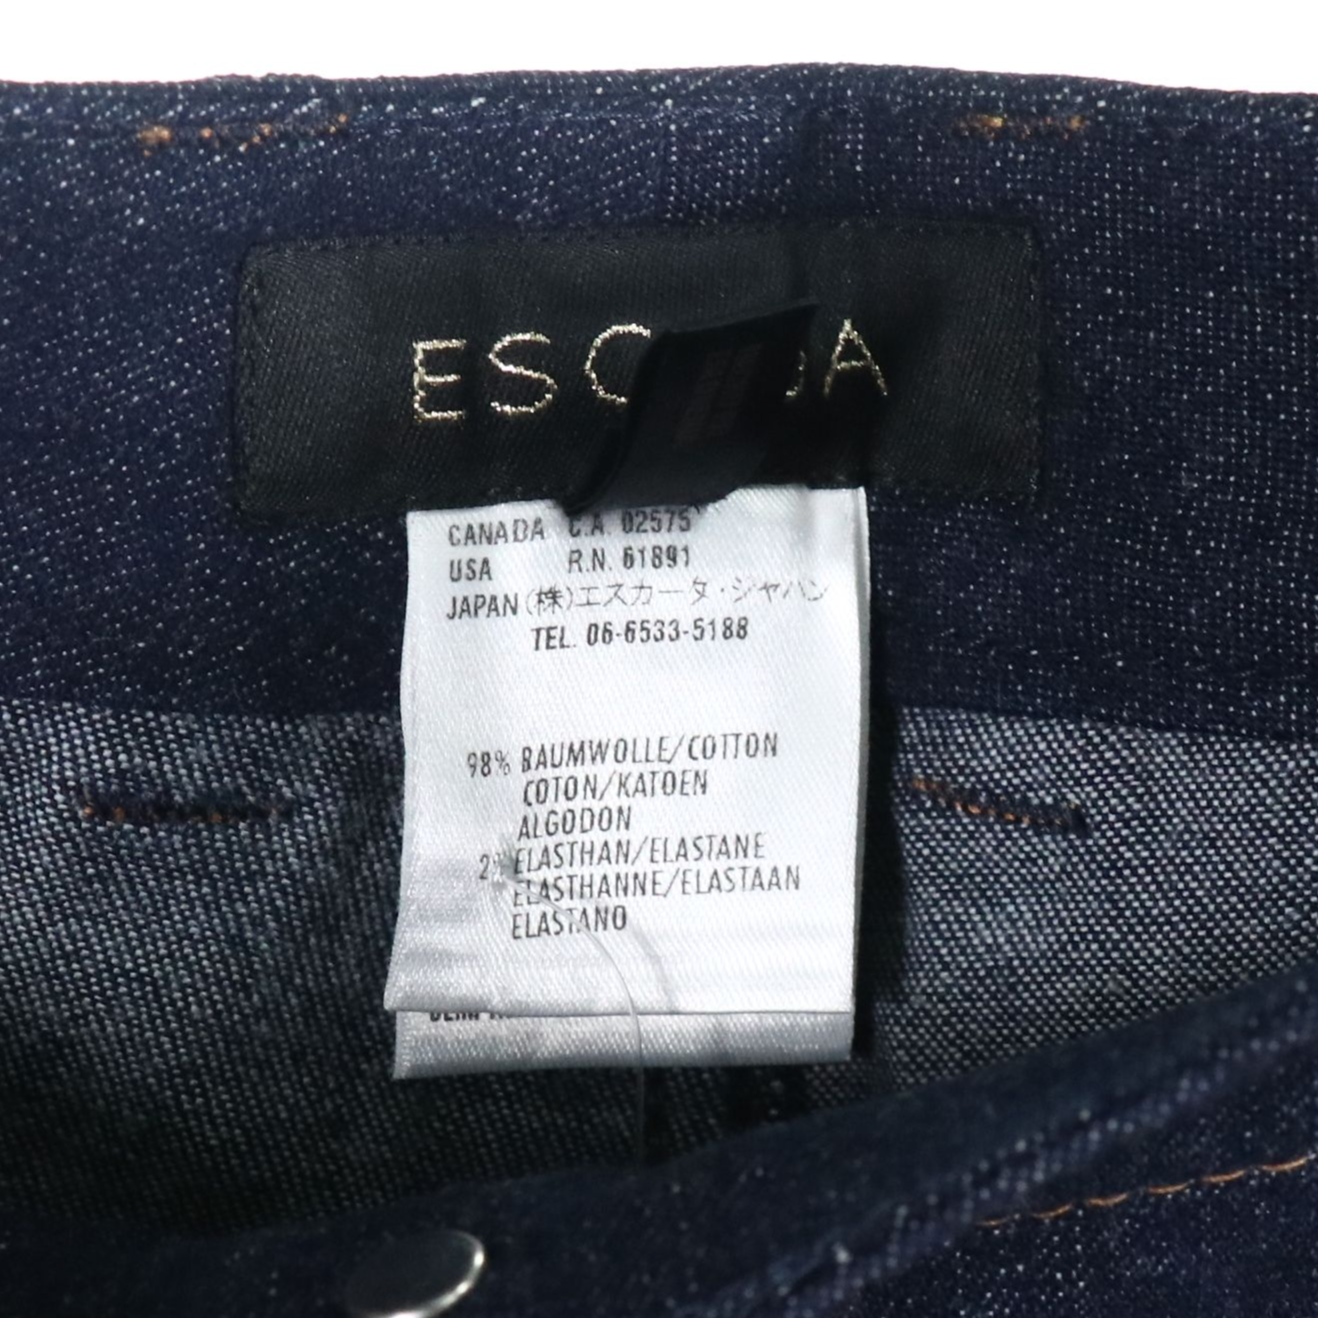 CANADA C.A. 02575
USA R.N. 61891
JAPAN (株)エスカーダ・ジャパン
TEL. 06-6533-5188
98% BAUMWOLLE/COTTON
COTON/KATOEN
ALGODON
2% ELASTHAN/ELASTANE
ELASTHANNE/ELASTAAN
ELASTANO